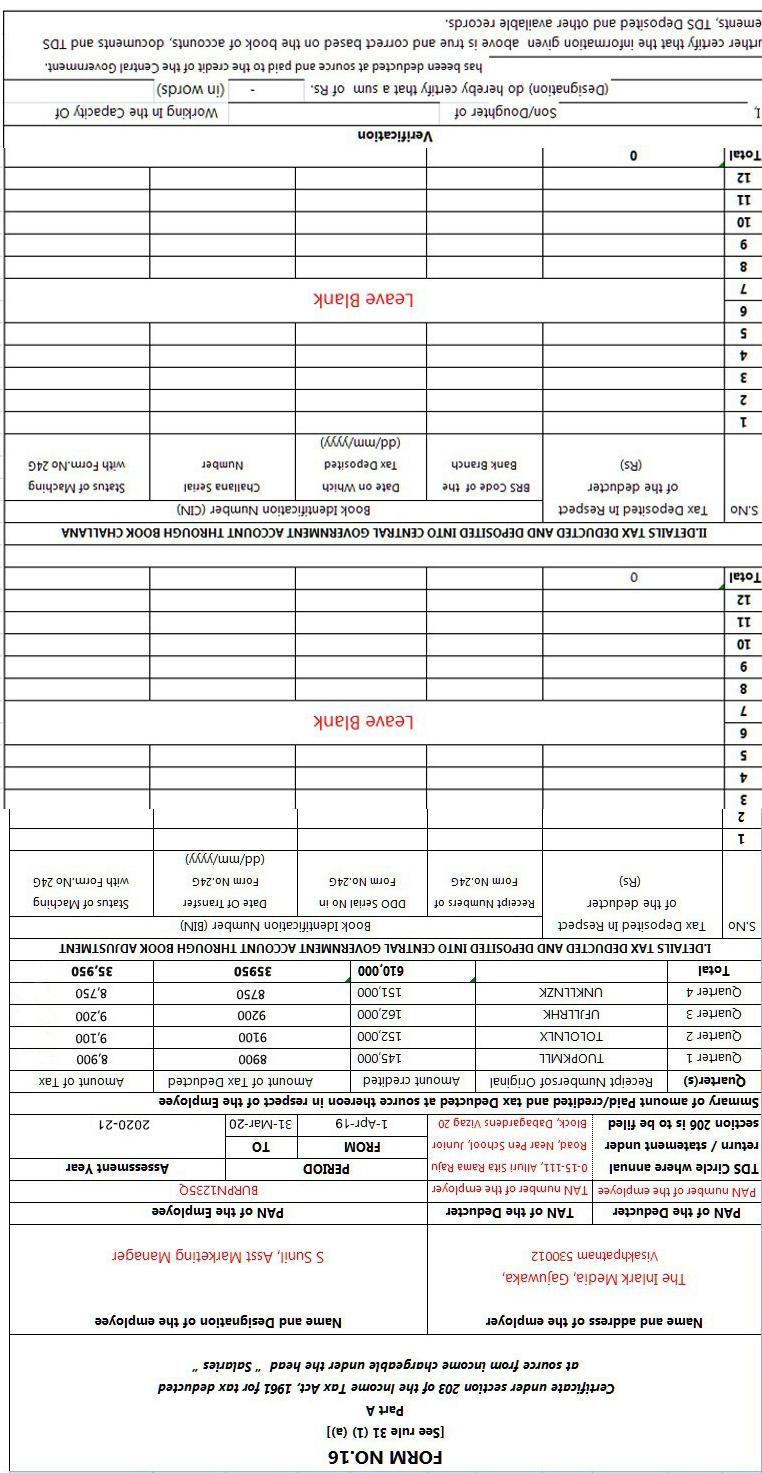 FORM NO.16
[See rule 31 (1) (a)]
Part A
Certificate under section 203 of the Income Tax Act, 1961 for tax deducted
at source from income chargeable under the head " Salaries "
Name and address of the employer Name and Designation of the employee
The Inlark Media, Gajuwaka, S Sunil, Asst Marketing Manager
Visakhpatnam 530012
PAN of the Deducter TAN of the Deducter PAN of the Employee
PAN number of the employee TAN number of the employer BURPN1235Q
TDS Circle where annual 0-15-111, Alluri Sita Rama Raju PERIOD Assessment Year
return / statement under Road, Near Pen School, Junior FROM TO
section 206 is to be filed Block, Dabagardens Vizag 20 1-Apr-19 31-Mar-20 2020-21
Smmary of amount Paid/credited and tax Deducted at source thereon in respect of the Employee
Quarter(s) Receipt Numbersof Original Amount credited Amount of Tax Deducted Amount of Tax
Quarter 1 TUOPKMLL 145,000 8900 8,900
Quarter 2 TOLOLNLX 152,000 9100 9,100
Quarter 3 UFJLLFRHK 162,000 9200 9,200
Quarter 4 UNKLLNZK 151,000 8750 8,750
Total 610,000 35950 35,950
I.DETAILS TAX DEDUCTED AND DEPOSITED INTO CENTRAL GOVERNMENT ACCOUNT THROUGH BOOK ADJUSTMENT
S.No Tax Deposited In Respect Book Identification Number (BIN)
of the deducter Receipt Numbers of DDO Serial No in Date Of Transfer Status of Maching
(Rs) Form No.24G Form No.24G Form No.24G with Form.No 24G
(dd/mm/yyyy)
1
2
3
4
5
6
7
Leave Blank
8
9
10
11
12
Total 0
II.DETAILS TAX DEDUCTED AND DEPOSITED INTO CENTRAL GOVERNMENT ACCOUNT THROUGH BOOK CHALLANA
S.No Tax Deposited In Respect Book Identification Number (CIN)
of the deducter BRS Code of the Date on Which Challana Serial Status of Maching
(Rs) Bank Branch Tax Deposited Number with Form.No 24G
(dd/mm/yyyy)
1
2
3
4
5
6
7
Leave Blank
8
9
10
11
12
Total 0
Verification
I, Son/Doughter of Working In the Capacity Of
(Designation) do hereby certify that a sum of Rs. - (in words)
has beeen deducted at source and paid to the credit of the Central Government.
urther certify that the information given above is true and correct based on the book of accounts, documents and TDS
ements, TDS Deposited and other available records.